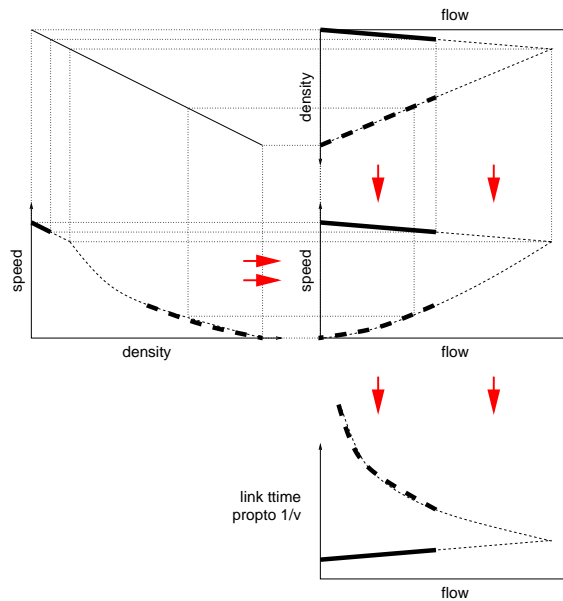 flow
density
speed
speed
density
flow
link ttime
propto 1/v
flow